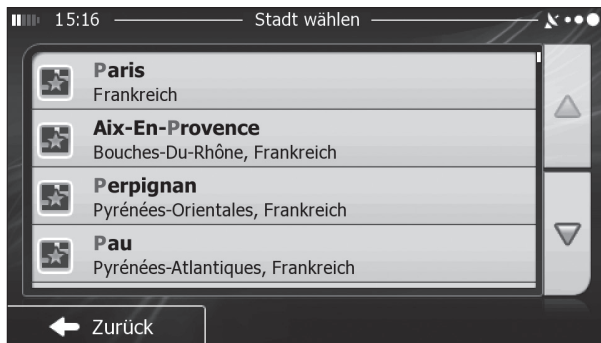 15:16 Stadt wählen
Paris
Frankreich
Aix-En-Provence
Bouches-Du-Rhône, Frankreich
Perpignan
Pyrénées-Orientales, Frankreich
Pau
Pyrénées-Atlantiques, Frankreich
Zurück